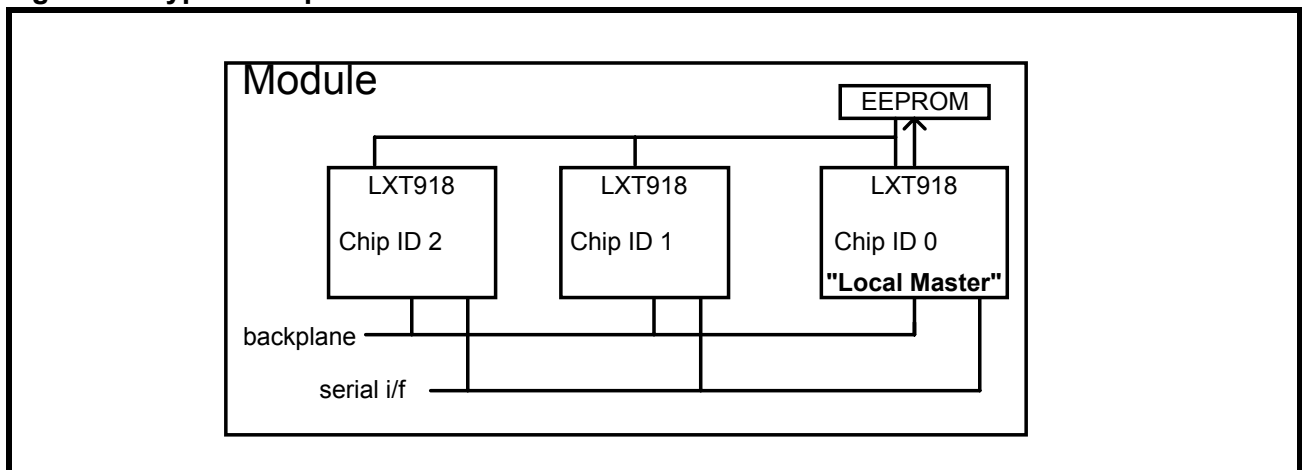 Module
EEPROM
LXT918
LXT918
LXT918
Chip ID 2
Chip ID 1
Chip ID 0
"Local Master"
backplane
serial i/f